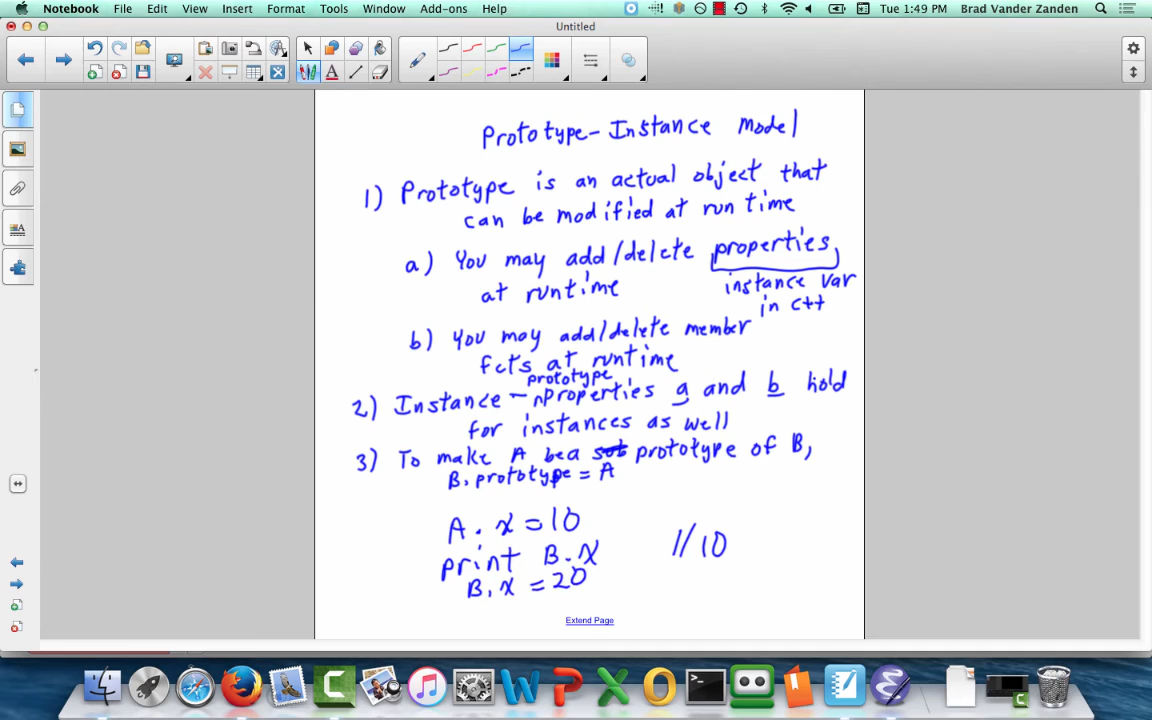 Notebook File Edit View Insert Format Tools Window Add-ons Help Tue 1:49 PM Brad Vander Zanden
Untitled
Prototype-Instance Model
1) Prototype is an actual object that
can be modified at run time
a) You may add/delete properties,
at runtime instance var
in C++
b) You may add/delete member
fcts at runtime
prototype
2) Instance - properties a and b hold
for instances as well
3) To make A be a prototype of B,
B.prototype = A
A.x=10
print B.x //10
B.x = 20
Extend Page